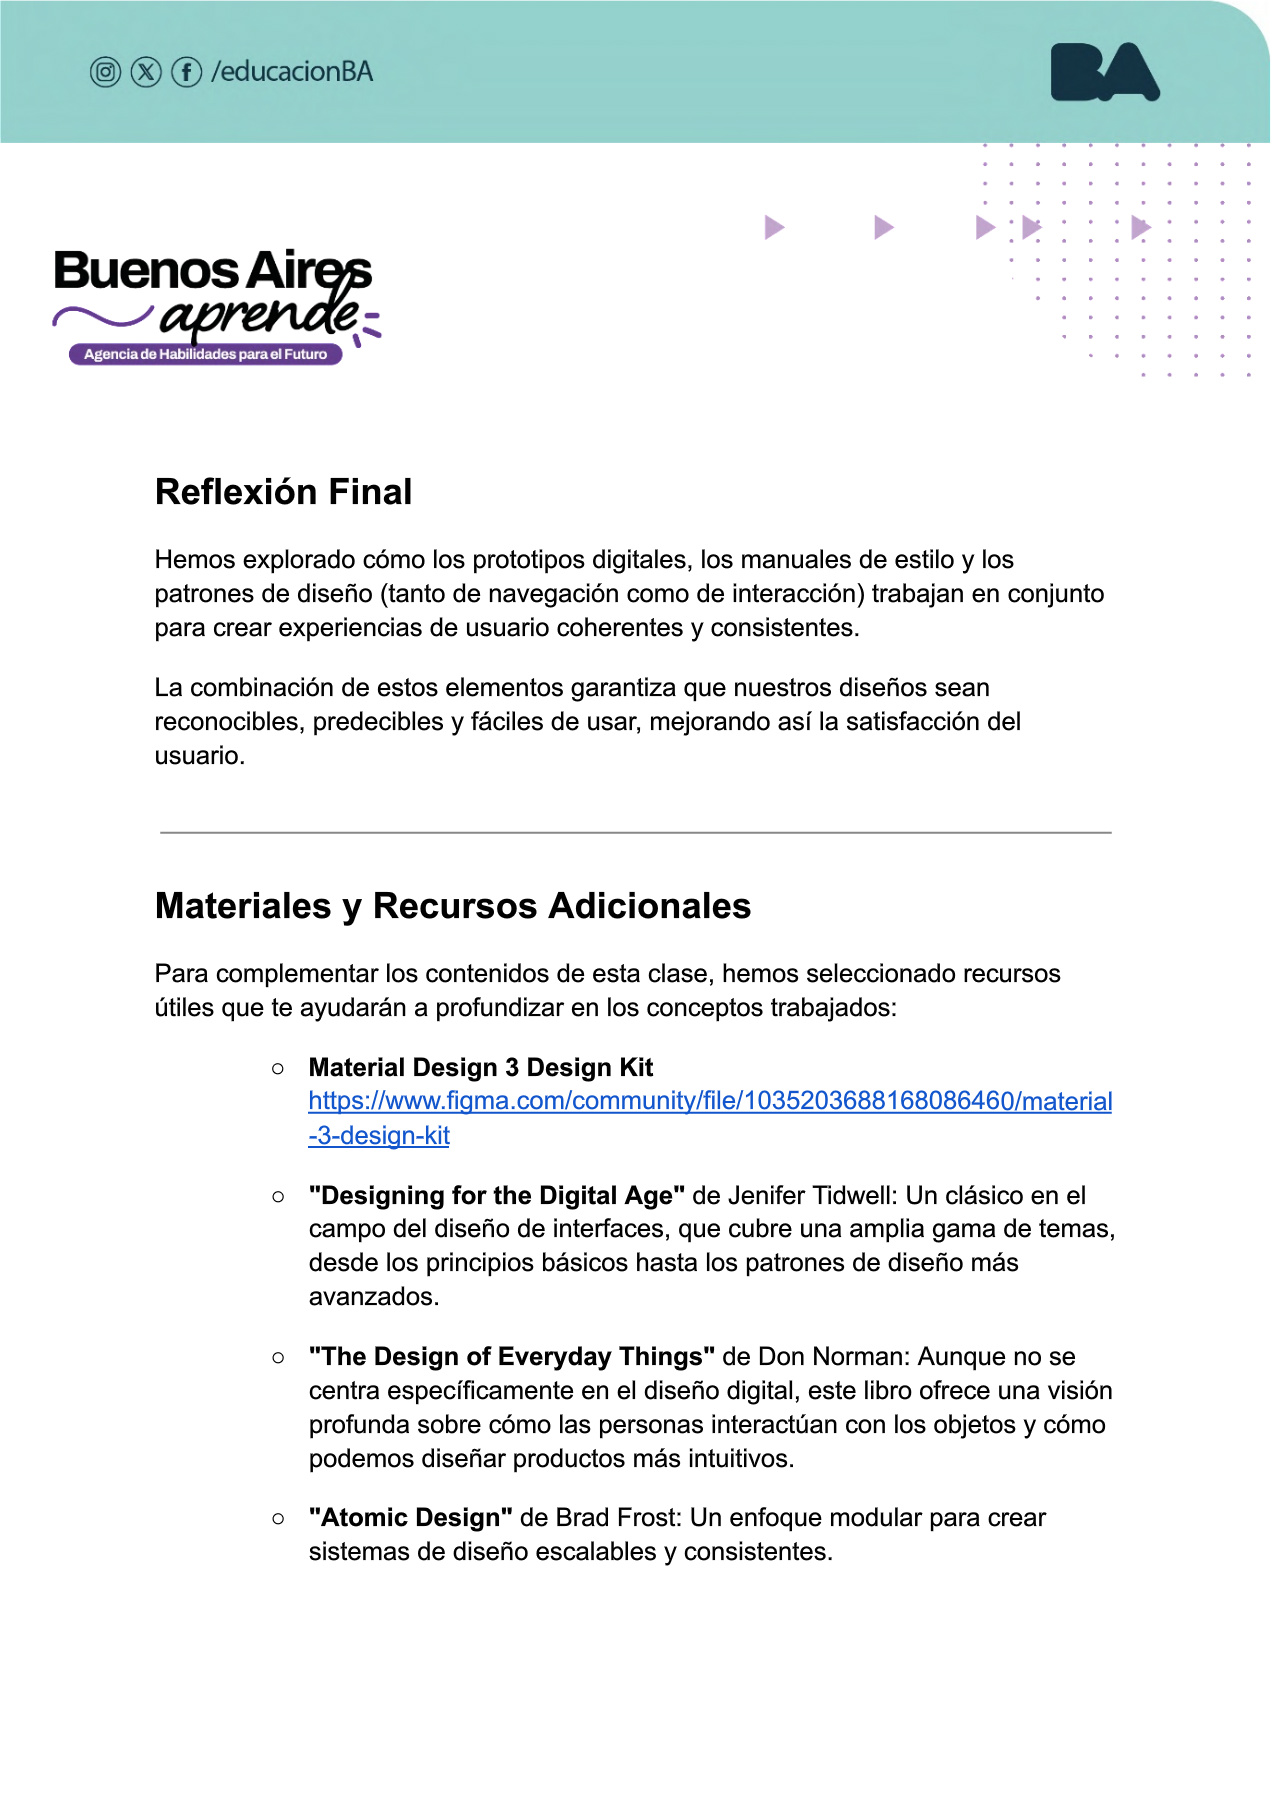 /educacionBA
BA
Buenos Aires
aprende
Agencia de Habilidades para el Futuro
Reflexión Final
Hemos explorado cómo los prototipos digitales, los manuales de estilo y los
patrones de diseño (tanto de navegación como de interacción) trabajan en conjunto
para crear experiencias de usuario coherentes y consistentes.
La combinación de estos elementos garantiza que nuestros diseños sean
reconocibles, predecibles y fáciles de usar, mejorando así la satisfacción del
usuario.
Materiales y Recursos Adicionales
Para complementar los contenidos de esta clase, hemos seleccionado recursos
útiles que te ayudarán a profundizar en los conceptos trabajados:
○ Material Design 3 Design Kit
https://www.figma.com/community/file/1035203688168086460/material
-3-design-kit
○ "Designing for the Digital Age" de Jenifer Tidwell: Un clásico en el
campo del diseño de interfaces, que cubre una amplia gama de temas,
desde los principios básicos hasta los patrones de diseño más
avanzados.
○ "The Design of Everyday Things" de Don Norman: Aunque no se
centra específicamente en el diseño digital, este libro ofrece una visión
profunda sobre cómo las personas interactúan con los objetos y cómo
podemos diseñar productos más intuitivos.
○ "Atomic Design" de Brad Frost: Un enfoque modular para crear
sistemas de diseño escalables y consistentes.